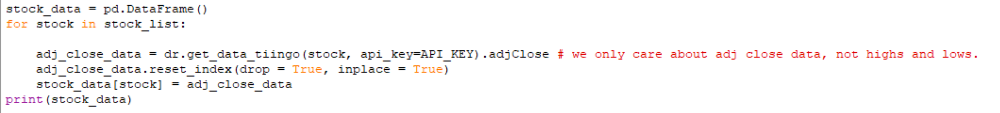 stock_data = pd.DataFrame()
for stock in stock_list:
    adj_close_data = dr.get_data_tiingo(stock, api_key=API_KEY).adjClose # we only care about adj close data, not highs and lows.
    adj_close_data.reset_index(drop = True, inplace = True)
    stock_data[stock] = adj_close_data
print(stock_data)